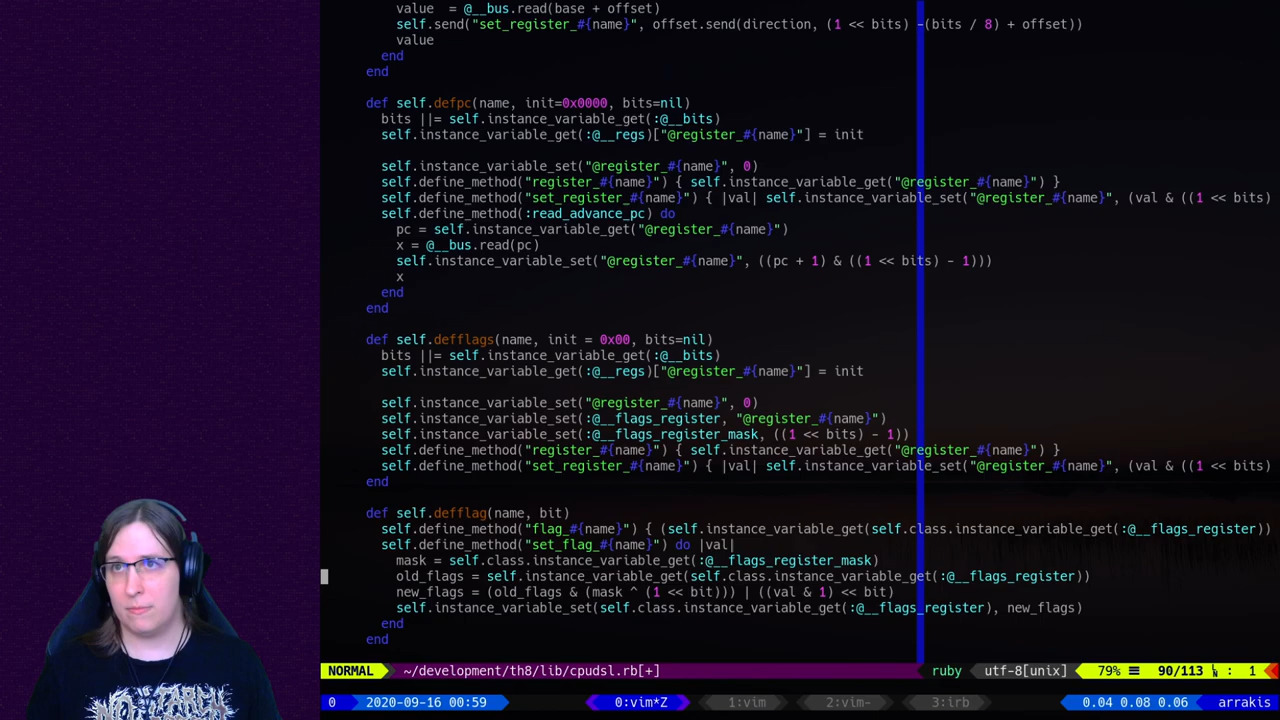 value  = @__bus.read(base + offset)
self.send("set_register_#{name}", offset.send(direction, (1 << bits) -(bits / 8) + offset))
value
end
end
def self.defpc(name, init=0x0000, bits=nil)
bits ||= self.instance_variable_get(:@__bits)
self.instance_variable_get(:@__regs)["@register_#{name}"] = init
self.instance_variable_set("@register_#{name}", 0)
self.define_method("register_#{name}") { self.instance_variable_get("@register_#{name}") }
self.define_method("set_register_#{name}") { |val| self.instance_variable_set("@register_#{name}", (val & ((1 << bits)
self.define_method(:read_advance_pc) do
pc = self.instance_variable_get("@register_#{name}")
x = @__bus.read(pc)
self.instance_variable_set("@register_#{name}", ((pc + 1) & ((1 << bits) - 1)))
x
end
end
def self.defflags(name, init = 0x00, bits=nil)
bits ||= self.instance_variable_get(:@__bits)
self.instance_variable_get(:@__regs)["@register_#{name}"] = init
self.instance_variable_set("@register_#{name}", 0)
self.instance_variable_set(:@__flags_register, "@register_#{name}")
self.instance_variable_set(:@__flags_register_mask, ((1 << bits) - 1))
self.define_method("register_#{name}") { self.instance_variable_get("@register_#{name}") }
self.define_method("set_register_#{name}") { |val| self.instance_variable_set("@register_#{name}", (val & ((1 << bits)
end
def self.defflag(name, bit)
self.define_method("flag_#{name}") { (self.instance_variable_get(self.class.instance_variable_get(:@__flags_register))
self.define_method("set_flag_#{name}") do |val|
mask = self.class.instance_variable_get(:@__flags_register_mask)
old_flags = self.instance_variable_get(self.class.instance_variable_get(:@__flags_register))
new_flags = (old_flags & (mask ^ (1 << bit))) | ((val & 1) << bit)
self.instance_variable_set(self.class.instance_variable_get(:@__flags_register), new_flags)
end
end
NORMAL ~/development/th8/lib/cpudsl.rb[+] ruby utf-8[unix] 79% 90/113 : 1
0 2020-09-16 00:59 0:vim*Z 1:vim 2:vim- 3:irb 0.04 0.08 0.06 arrakis